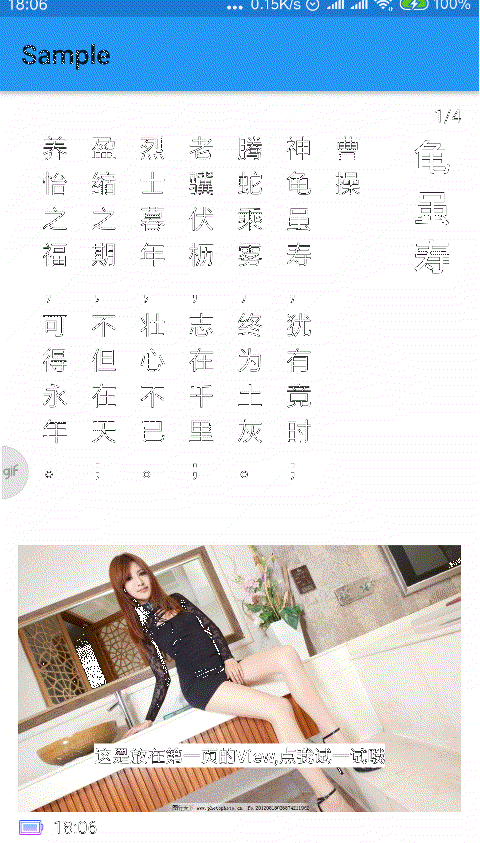 18:06 ... 0.15K/s 100%
Sample
1/4
龟虽寿
曹操
神龟虽寿，犹有竟时；
腾蛇乘雾，终为土灰。
老骥伏枥，志在千里；
烈士暮年，壮心不已。
盈缩之期，不但在天；
养怡之福，可得永年。
gif
这是放在第一页的View,点我试一试哦
www.photophoto.cn
18:06